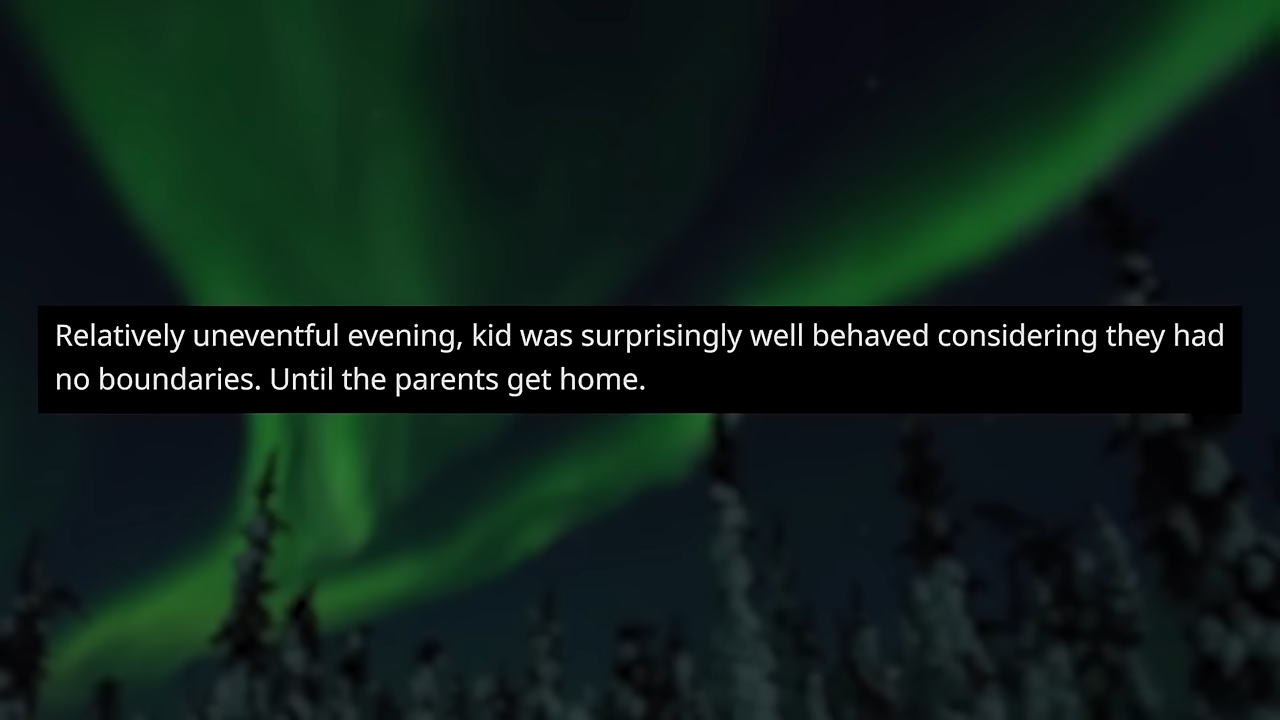 Relatively uneventful evening, kid was surprisingly well behaved considering they had
no boundaries. Until the parents get home.